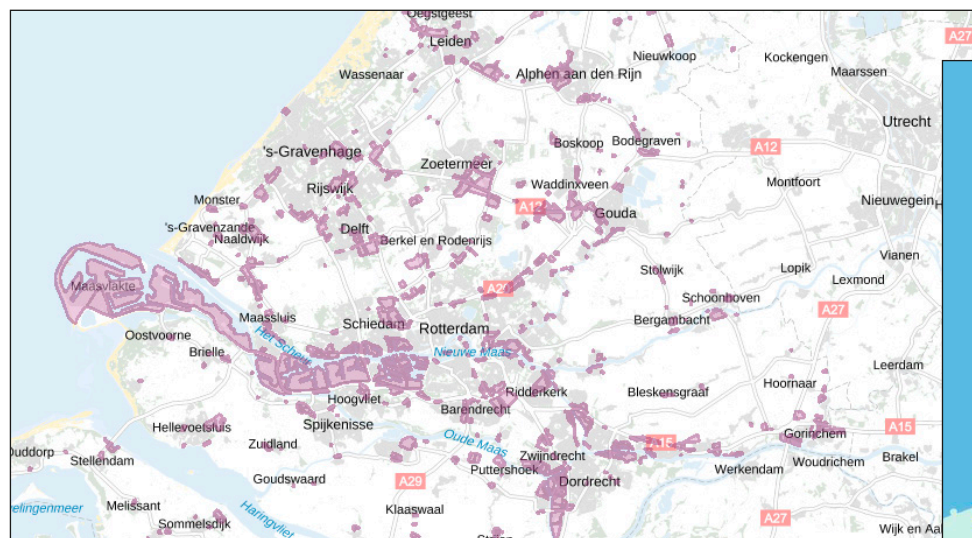 Oegstgeest
Leiden
Nieuwkoop
Kockengen
A27
Wassenaar
Alphen aan den Rijn
Maarssen
Utrecht
's-Gravenhage
Boskoop
Bodegraven
A12
Zoetermeer
Rijswijk
Waddinxveen
Montfoort
Monster
A12
Gouda
Nieuwegein
's-Gravenzande
Naaldwijk
Delft
Berkel en Rodenrijs
Vianen
Stolwijk
Lopik
Lexmond
Maasvlakte
A20
Schoonhoven
Maassluis
Schiedam
Bergambacht
A27
Oostvoorne
Het Scheur
Rotterdam
Brielle
Nieuwe Maas
Leerdam
Hoogvliet
Ridderkerk
Bleskensgraaf
Hoornaar
Barendrecht
Hellevoetsluis
Spijkenisse
Gorinchem
A15
Zuidland
Oude Maas
A15
Ouddorp
Stellendam
Zwijndrecht
Woudrichem
Brakel
Puttershoek
Werkendam
Goudswaard
A29
Dordrecht
elingenmeer
Melissant
Haringvliet
Klaaswaal
Sommelsdijk
A27
Wijk en Aa